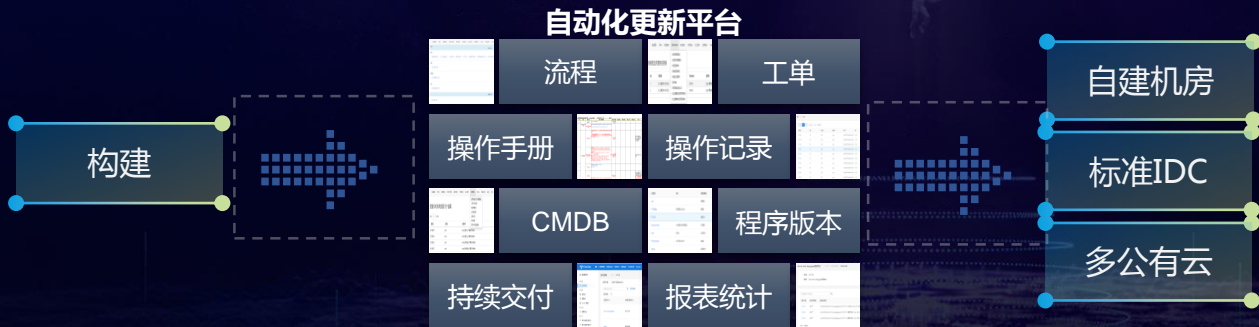 自动化更新平台
流程
工单
自建机房
构建
操作手册
操作记录
标准IDC
CMDB
程序版本
多公有云
持续交付
报表统计